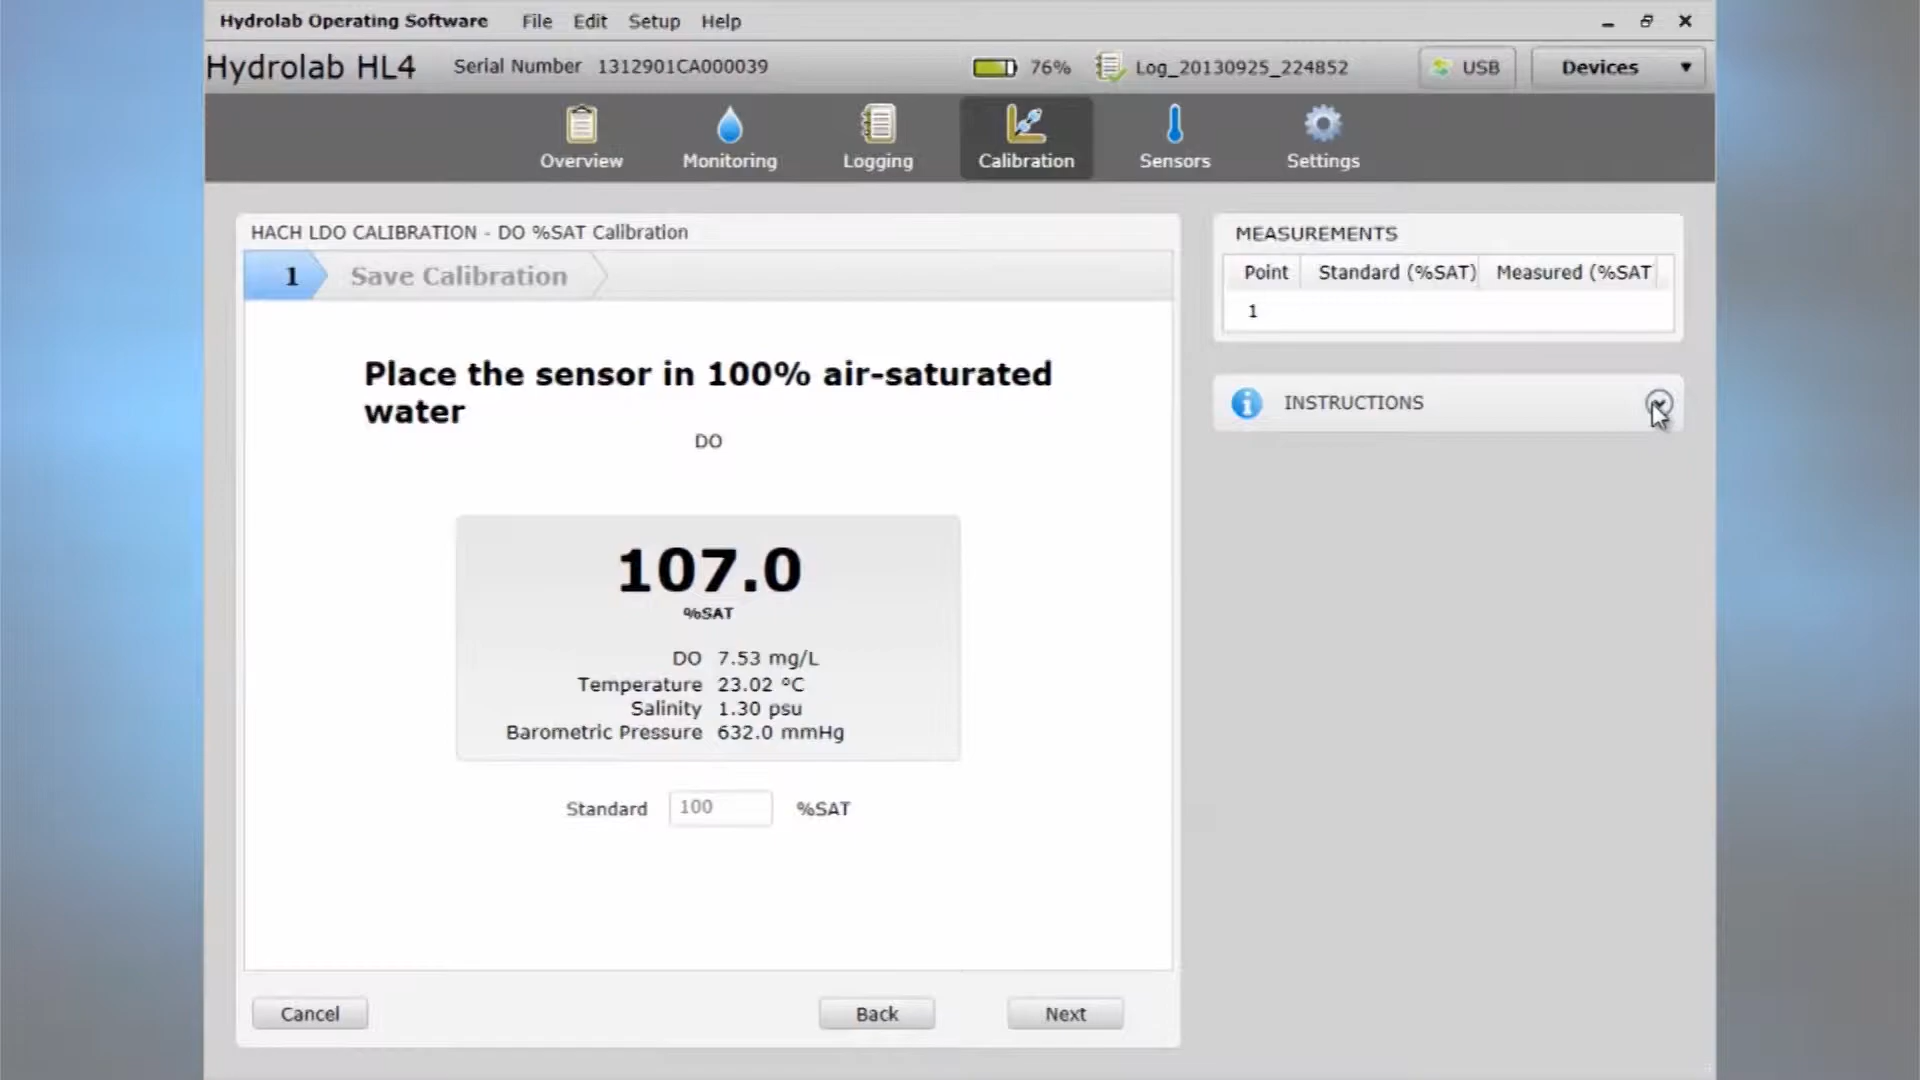 Hydrolab Operating Software File Edit Setup Help
Hydrolab HL4 Serial Number 1312901CA000039 76% Log_20130925_224852 USB Devices
Overview Monitoring Logging Calibration Sensors Settings
HACH LDO CALIBRATION - DO %SAT Calibration
1 Save Calibration
Place the sensor in 100% air-saturated
water
DO
107.0
%SAT
DO 7.53 mg/L
Temperature 23.02 °C
Salinity 1.30 psu
Barometric Pressure 632.0 mmHg
Standard 100 %SAT
Cancel Back Next
MEASUREMENTS
Point Standard (%SAT) Measured (%SAT
1
INSTRUCTIONS